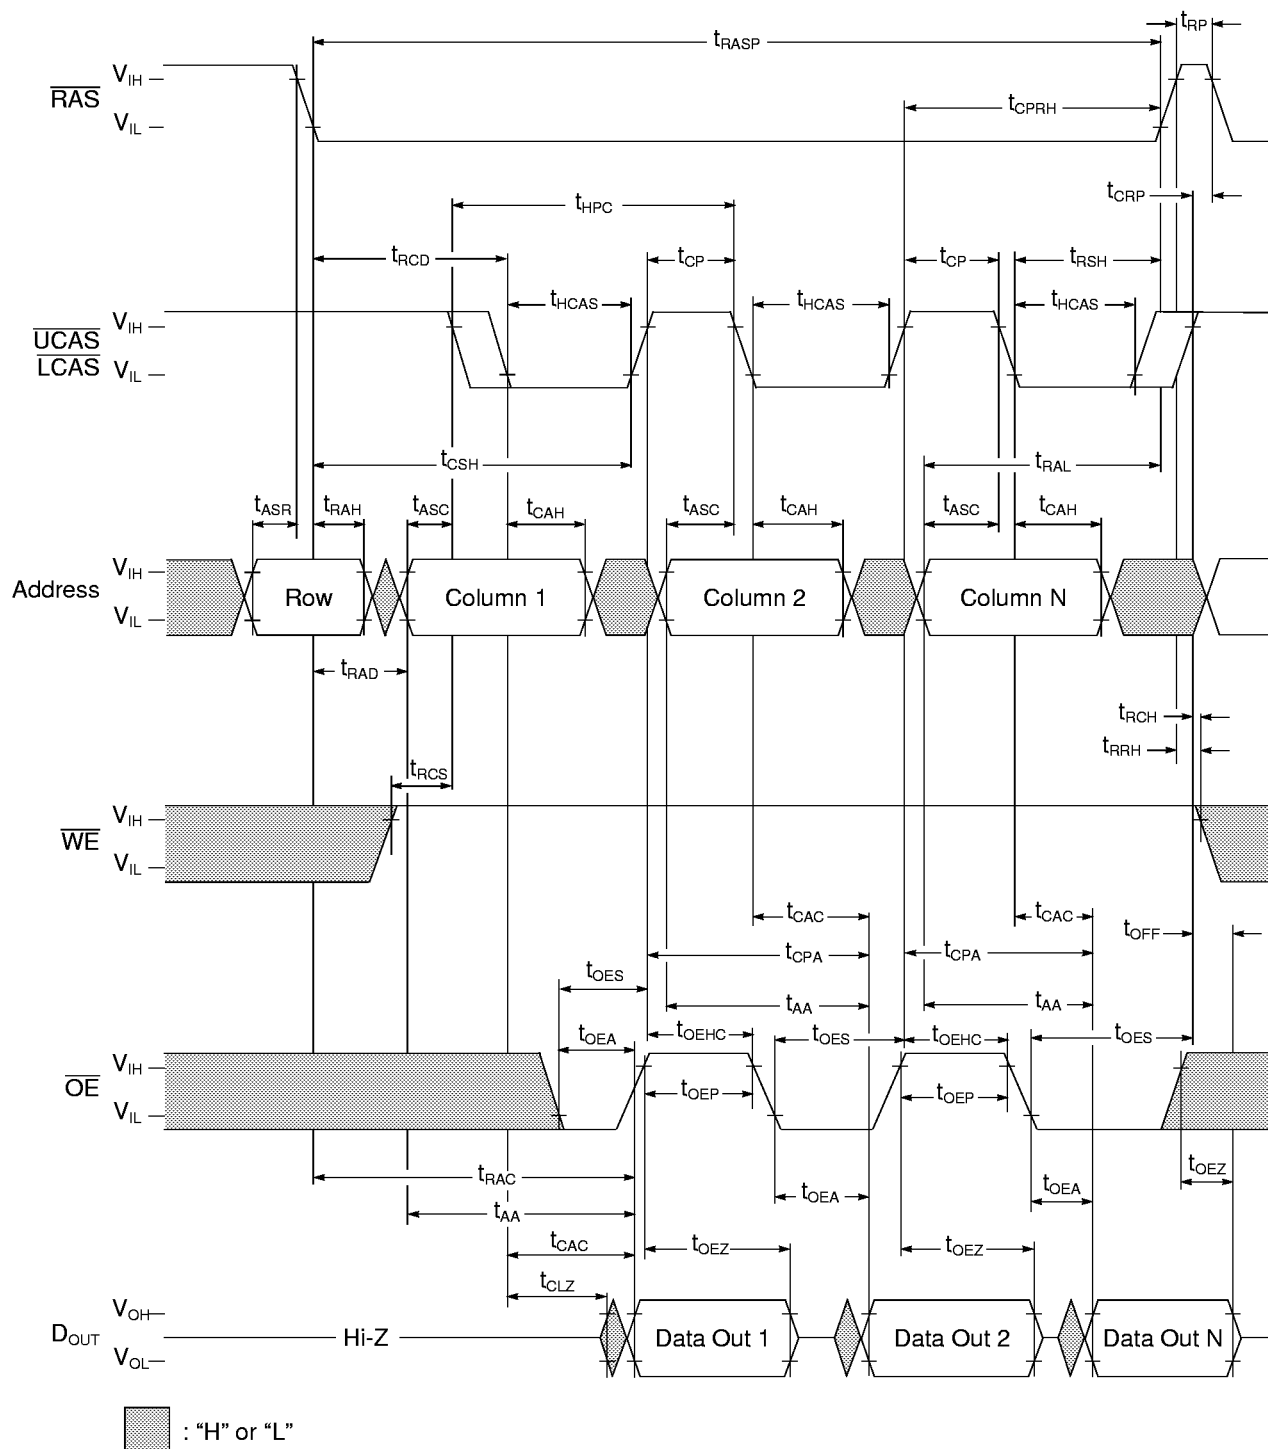 tRASP
tRP
VIH
RAS
VIL
tCPRH
tCRP
tHPC
tRCD
tCP
tCP
tRSH
tHCAS
tHCAS
tHCAS
VIH
UCAS
LCAS
VIL
tCSH
tRAL
tASR
tRAH
tASC
tCAH
tASC
tCAH
tASC
tCAH
VIH
Address
Row
Column 1
Column 2
Column N
VIL
tRAD
tRCH
tRRH
tRCS
VIH
WE
VIL
tCAC
tCAC
tOFF
tCPA
tCPA
tOES
tAA
tAA
tOEA
tOEHC
tOES
tOEHC
tOES
VIH
OE
tOEP
tOEP
VIL
tRAC
tOEA
tOEA
tOEZ
tAA
tCAC
tOEZ
tOEZ
tCLZ
VOH
DOUT
Hi-Z
Data Out 1
Data Out 2
Data Out N
VOL
: “H” or “L”